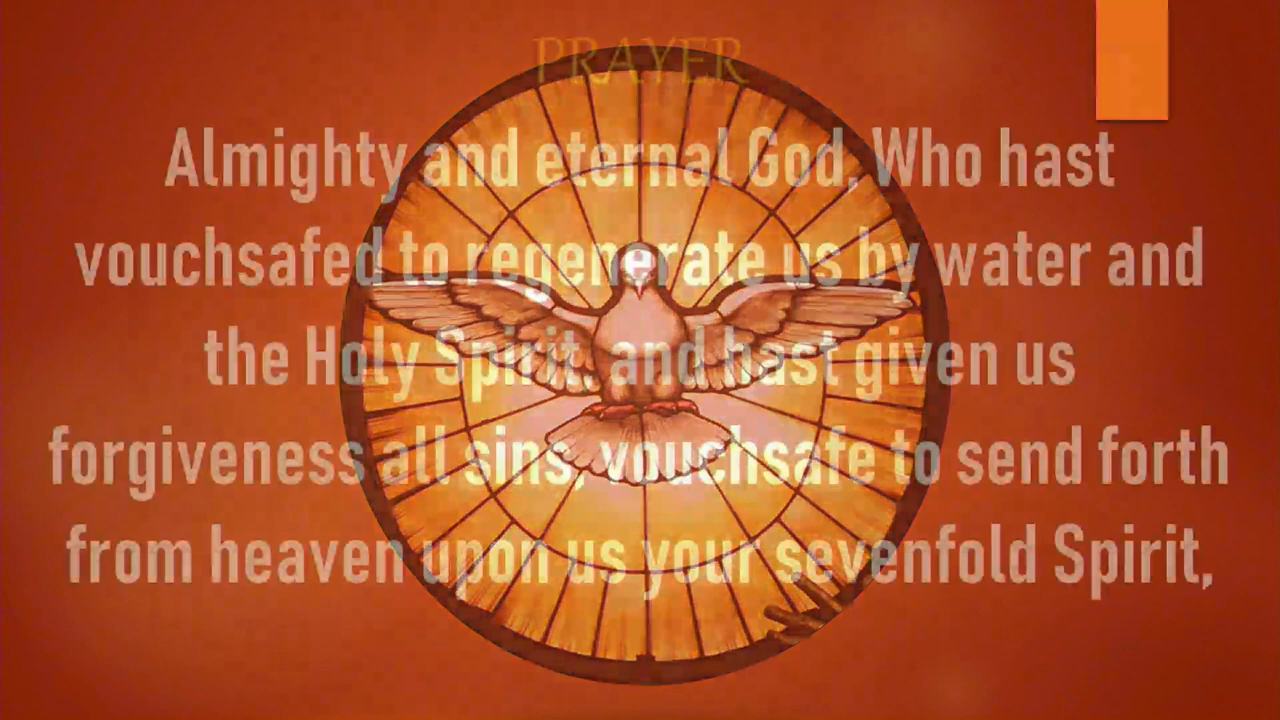 PRAYER
Almighty and eternal God, Who hast
vouchsafed to regenerate us by water and
the Holy Spirit, and hast given us
forgiveness all sins, vouchsafe to send forth
from heaven upon us your sevenfold Spirit,